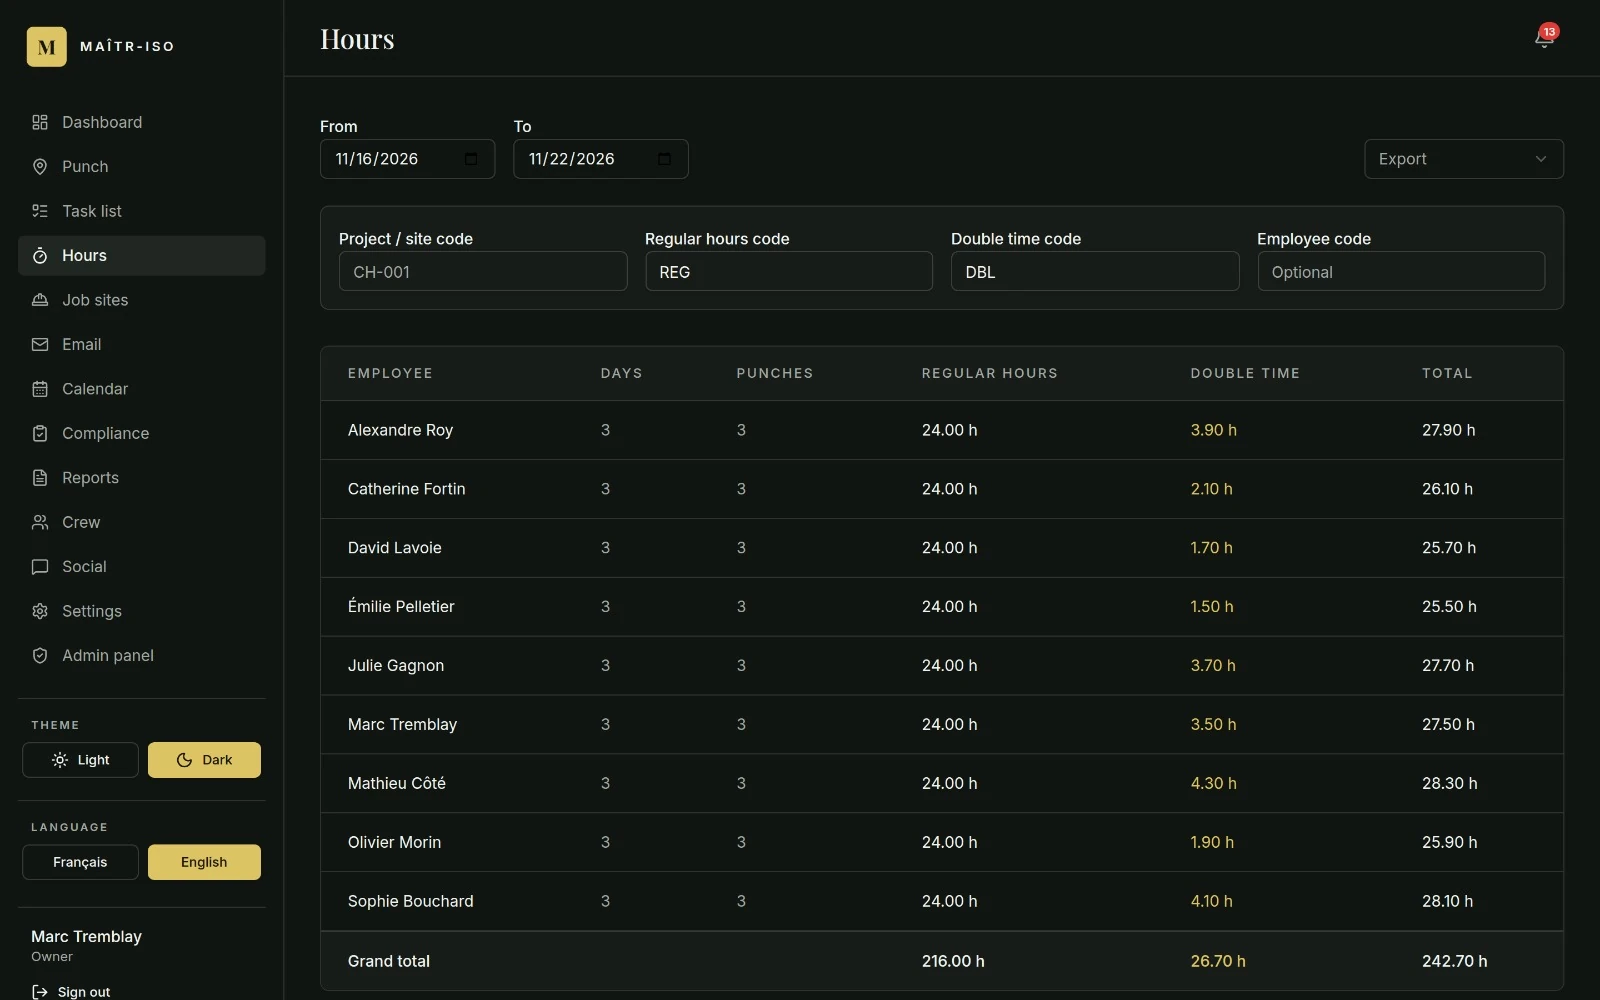 M MAÎTR-ISO
Dashboard
Punch
Task list
Hours
Job sites
Email
Calendar
Compliance
Reports
Crew
Social
Settings
Admin panel
THEME
Light Dark
LANGUAGE
Français English
Marc Tremblay
Owner
Sign out
Hours
13
From To
11/16/2026 11/22/2026 Export
Project / site code Regular hours code Double time code Employee code
CH-001 REG DBL Optional
EMPLOYEE DAYS PUNCHES REGULAR HOURS DOUBLE TIME TOTAL
Alexandre Roy 3 3 24.00 h 3.90 h 27.90 h
Catherine Fortin 3 3 24.00 h 2.10 h 26.10 h
David Lavoie 3 3 24.00 h 1.70 h 25.70 h
Émilie Pelletier 3 3 24.00 h 1.50 h 25.50 h
Julie Gagnon 3 3 24.00 h 3.70 h 27.70 h
Marc Tremblay 3 3 24.00 h 3.50 h 27.50 h
Mathieu Côté 3 3 24.00 h 4.30 h 28.30 h
Olivier Morin 3 3 24.00 h 1.90 h 25.90 h
Sophie Bouchard 3 3 24.00 h 4.10 h 28.10 h
Grand total 216.00 h 26.70 h 242.70 h